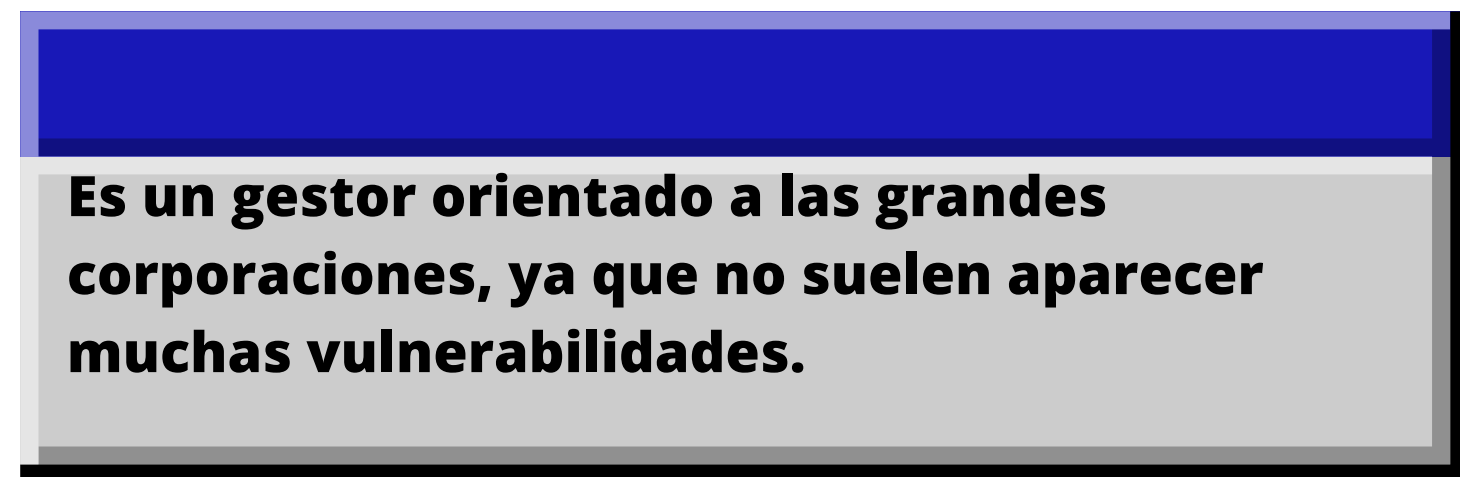 Es un gestor orientado a las grandes
corporaciones, ya que no suelen aparecer
muchas vulnerabilidades.